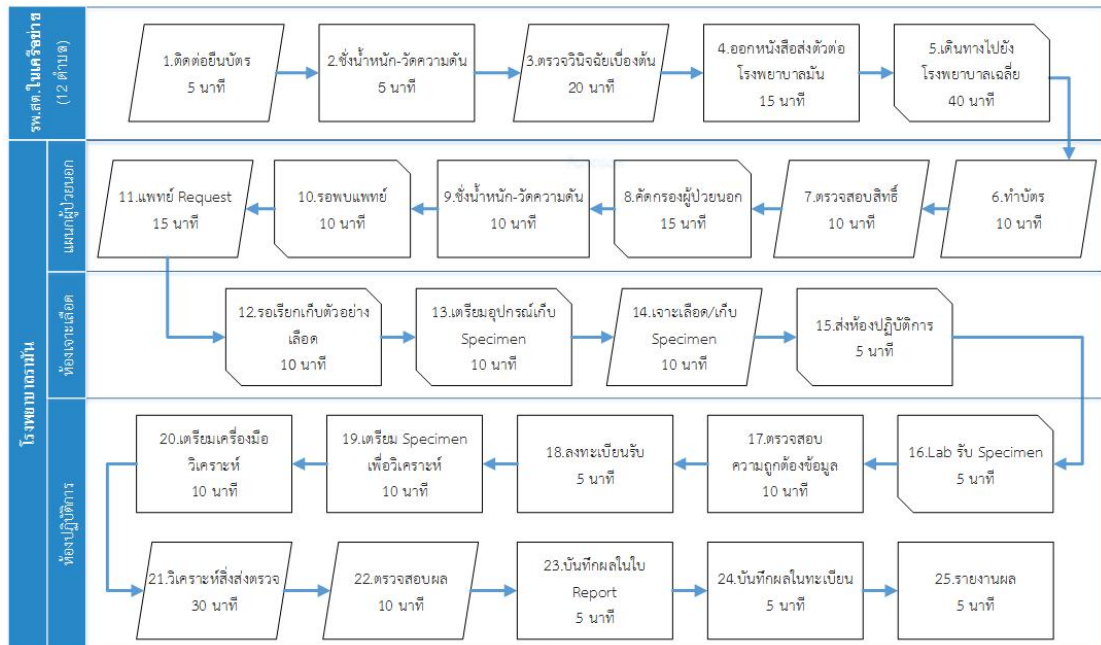 รพ.สต.ในเครือข่าย
(12 ตำบล)
1.ติดต่อยืนบัตร
5 นาที
2.ชั่งน้ำหนัก-วัดความดัน
5 นาที
3.ตรวจวินิจฉัยเบื้องต้น
20 นาที
4.ออกหนังสือส่งตัวต่อ
โรงพยาบาลมัน
15 นาที
5.เดินทางไปยัง
โรงพยาบาลเฉลี่ย
40 นาที
โรงพยาบาลรามัน
แผนกผู้ป่วยนอก
11.แพทย์ Request
15 นาที
10.รอพบแพทย์
10 นาที
9.ชั่งน้ำหนัก-วัดความดัน
10 นาที
8.คัดกรองผู้ป่วยนอก
15 นาที
7.ตรวจสอบสิทธิ์
10 นาที
6.ทำบัตร
10 นาที
ห้องเจาะเลือด
12.รอเรียกเก็บตัวอย่าง
เลือด
10 นาที
13.เตรียมอุปกรณ์เก็บ
Specimen
10 นาที
14.เจาะเลือด/เก็บ
Specimen
10 นาที
15.ส่งห้องปฏิบัติการ
5 นาที
ห้องปฏิบัติการ
20.เตรียมเครื่องมือ
วิเคราะห์
10 นาที
19.เตรียม Specimen
เพื่อวิเคราะห์
10 นาที
18.ลงทะเบียนรับ
5 นาที
17.ตรวจสอบ
ความถูกต้องข้อมูล
10 นาที
16.Lab รับ Specimen
5 นาที
21.วิเคราะห์สิ่งส่งตรวจ
30 นาที
22.ตรวจสอบผล
10 นาที
23.บันทึกผลในใบ
Report
5 นาที
24.บันทึกผลในทะเบียน
5 นาที
25.รายงานผล
5 นาที